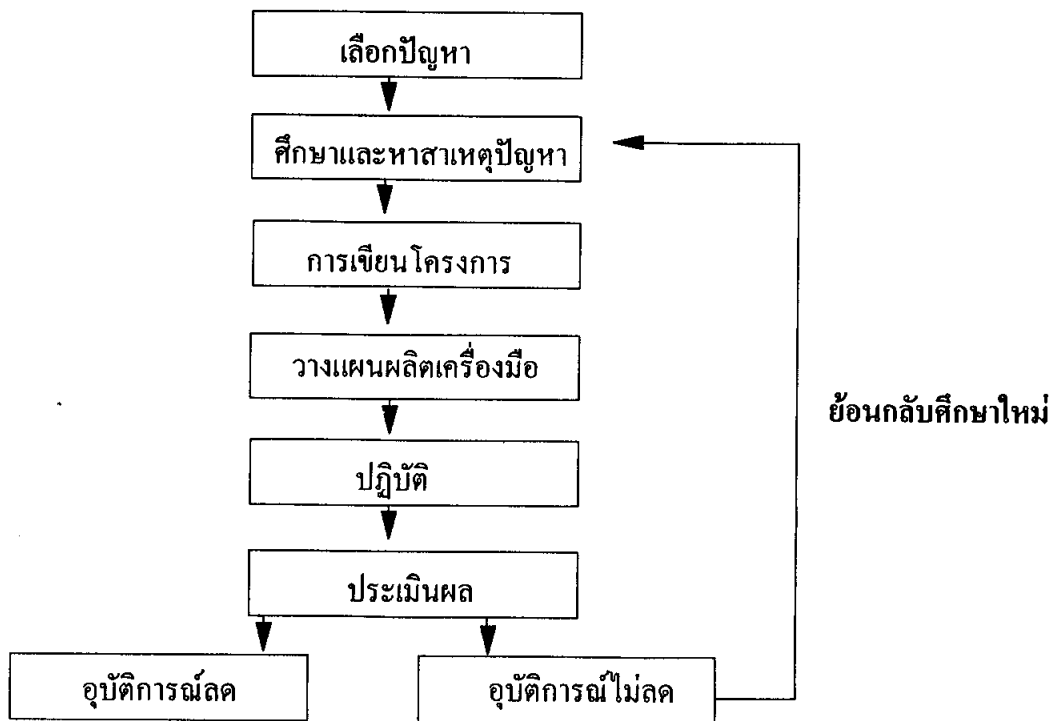 เลือกปัญหา
ศึกษาและหาสาเหตุปัญหา
การเขียนโครงการ
วางแผนผลิตเครื่องมือ
ย้อนกลับศึกษาใหม่
ปฏิบัติ
ประเมินผล
อุบัติการณ์ลด
อุบัติการณ์ไม่ลด